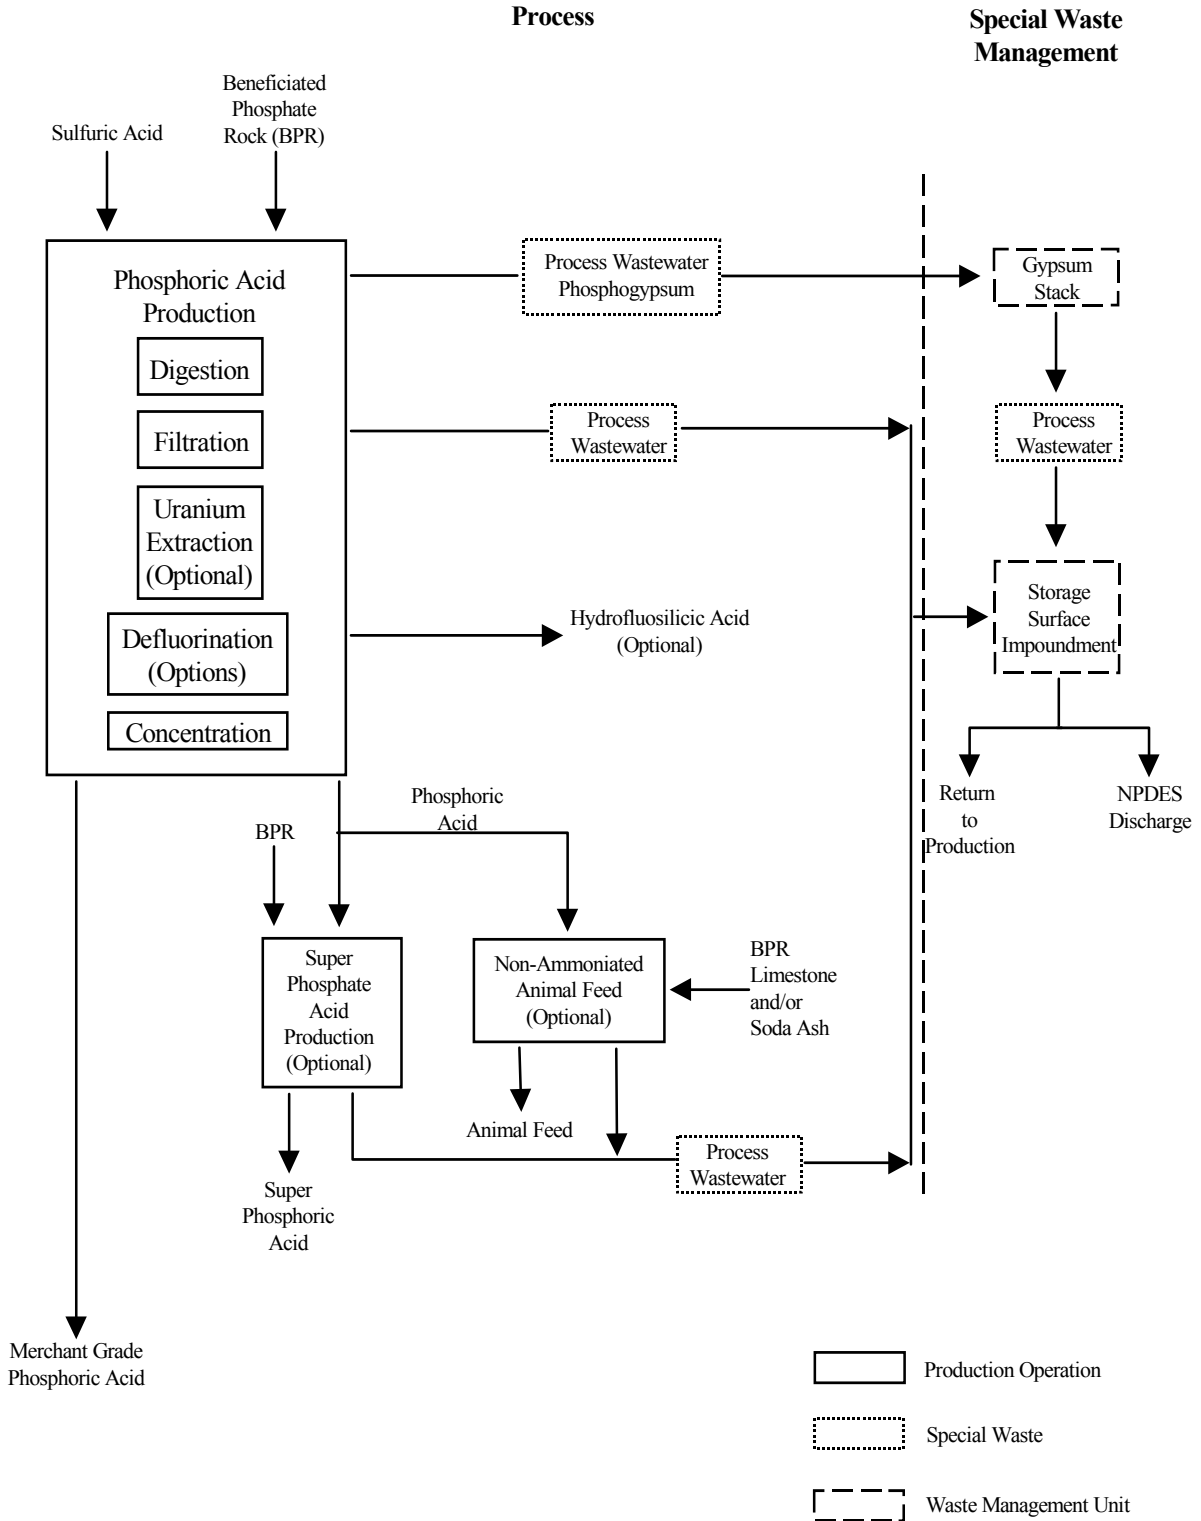 Process
Special Waste
Management
Beneficiated
Phosphate
Rock (BPR)
Sulfuric Acid
Phosphoric Acid
Production
Digestion
Filtration
Uranium
Extraction
(Optional)
Defluorination
(Options)
Concentration
Process Wastewater
Phosphogypsum
Gypsum
Stack
Process
Wastewater
Process
Wastewater
Hydrofluosilicic Acid
(Optional)
Storage
Surface
Impoundment
Return
to
Production
NPDES
Discharge
Phosphoric
Acid
BPR
Super
Phosphate
Acid
Production
(Optional)
Non-Ammoniated
Animal Feed
(Optional)
BPR
Limestone
and/or
Soda Ash
Animal Feed
Process
Wastewater
Super
Phosphoric
Acid
Merchant Grade
Phosphoric Acid
Production Operation
Special Waste
Waste Management Unit